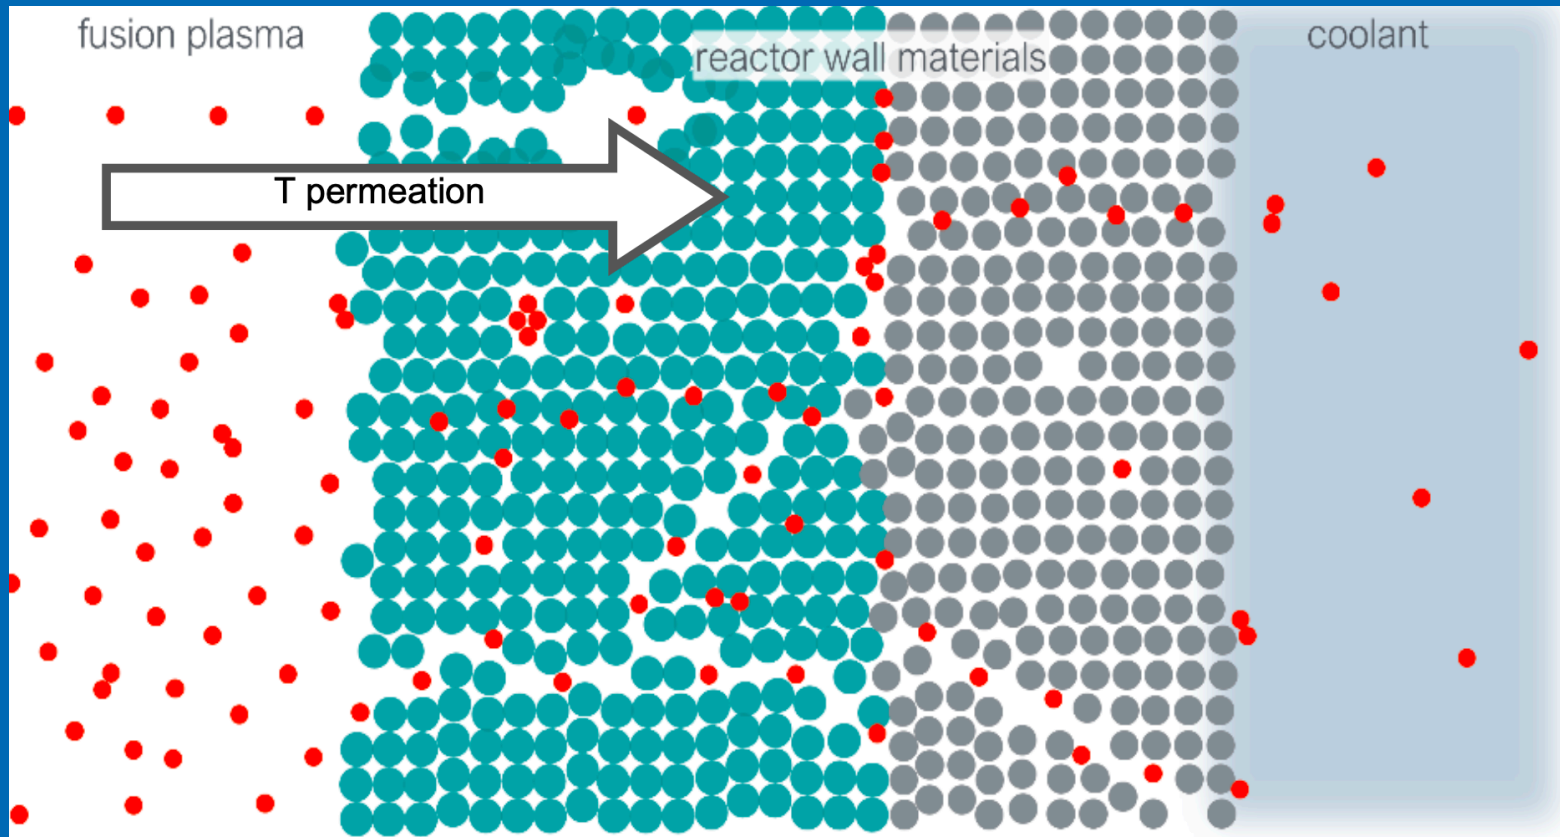 fusion plasma
reactor wall materials
coolant
T permeation